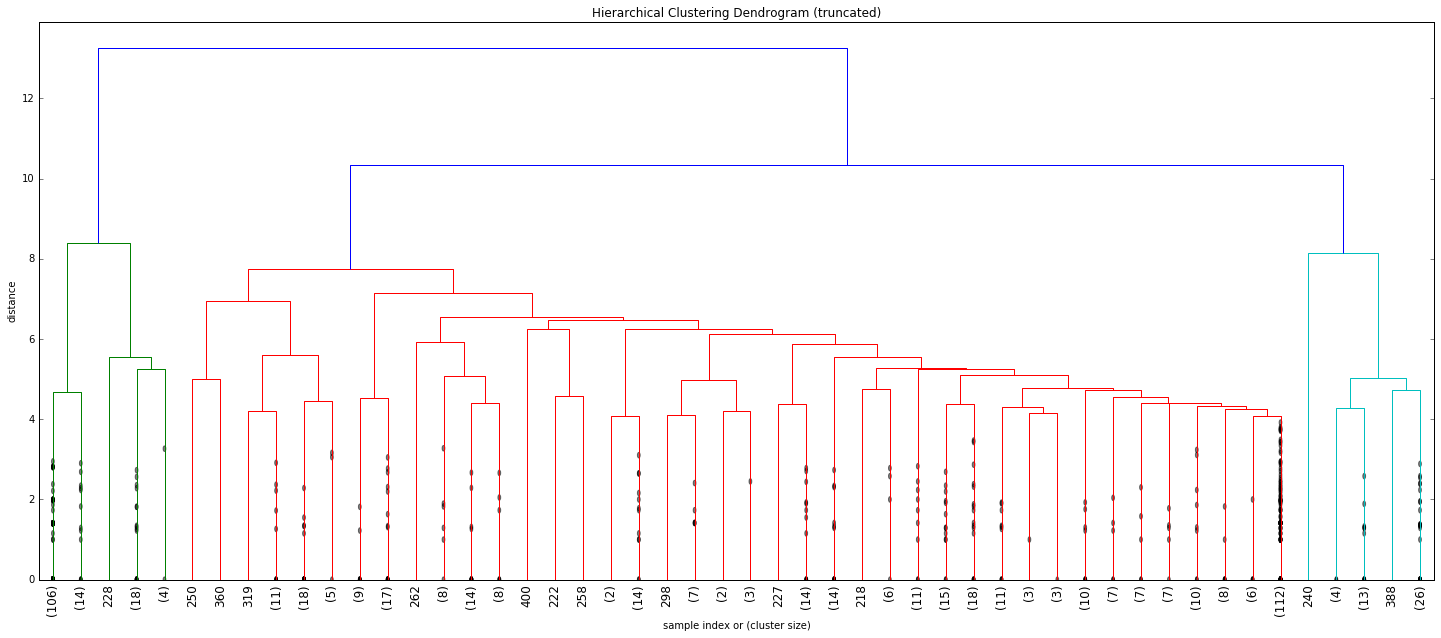 Hierarchical Clustering Dendrogram (truncated)
distance
12
10
8
6
4
2
0
(106) (14) 228 (18) (4) 250 360 319 (11) (18) (5) (9) (17) 262 (8) (14) (8) 400 222 258 (2) (14) 298 (7) (2) (3) 227 (14) (14) 218 (6) (11) (15) (18) (11) (3) (3) (10) (7) (7) (7) (10) (8) (6) (112) 240 (4) (13) 388 (26)
sample index or (cluster size)